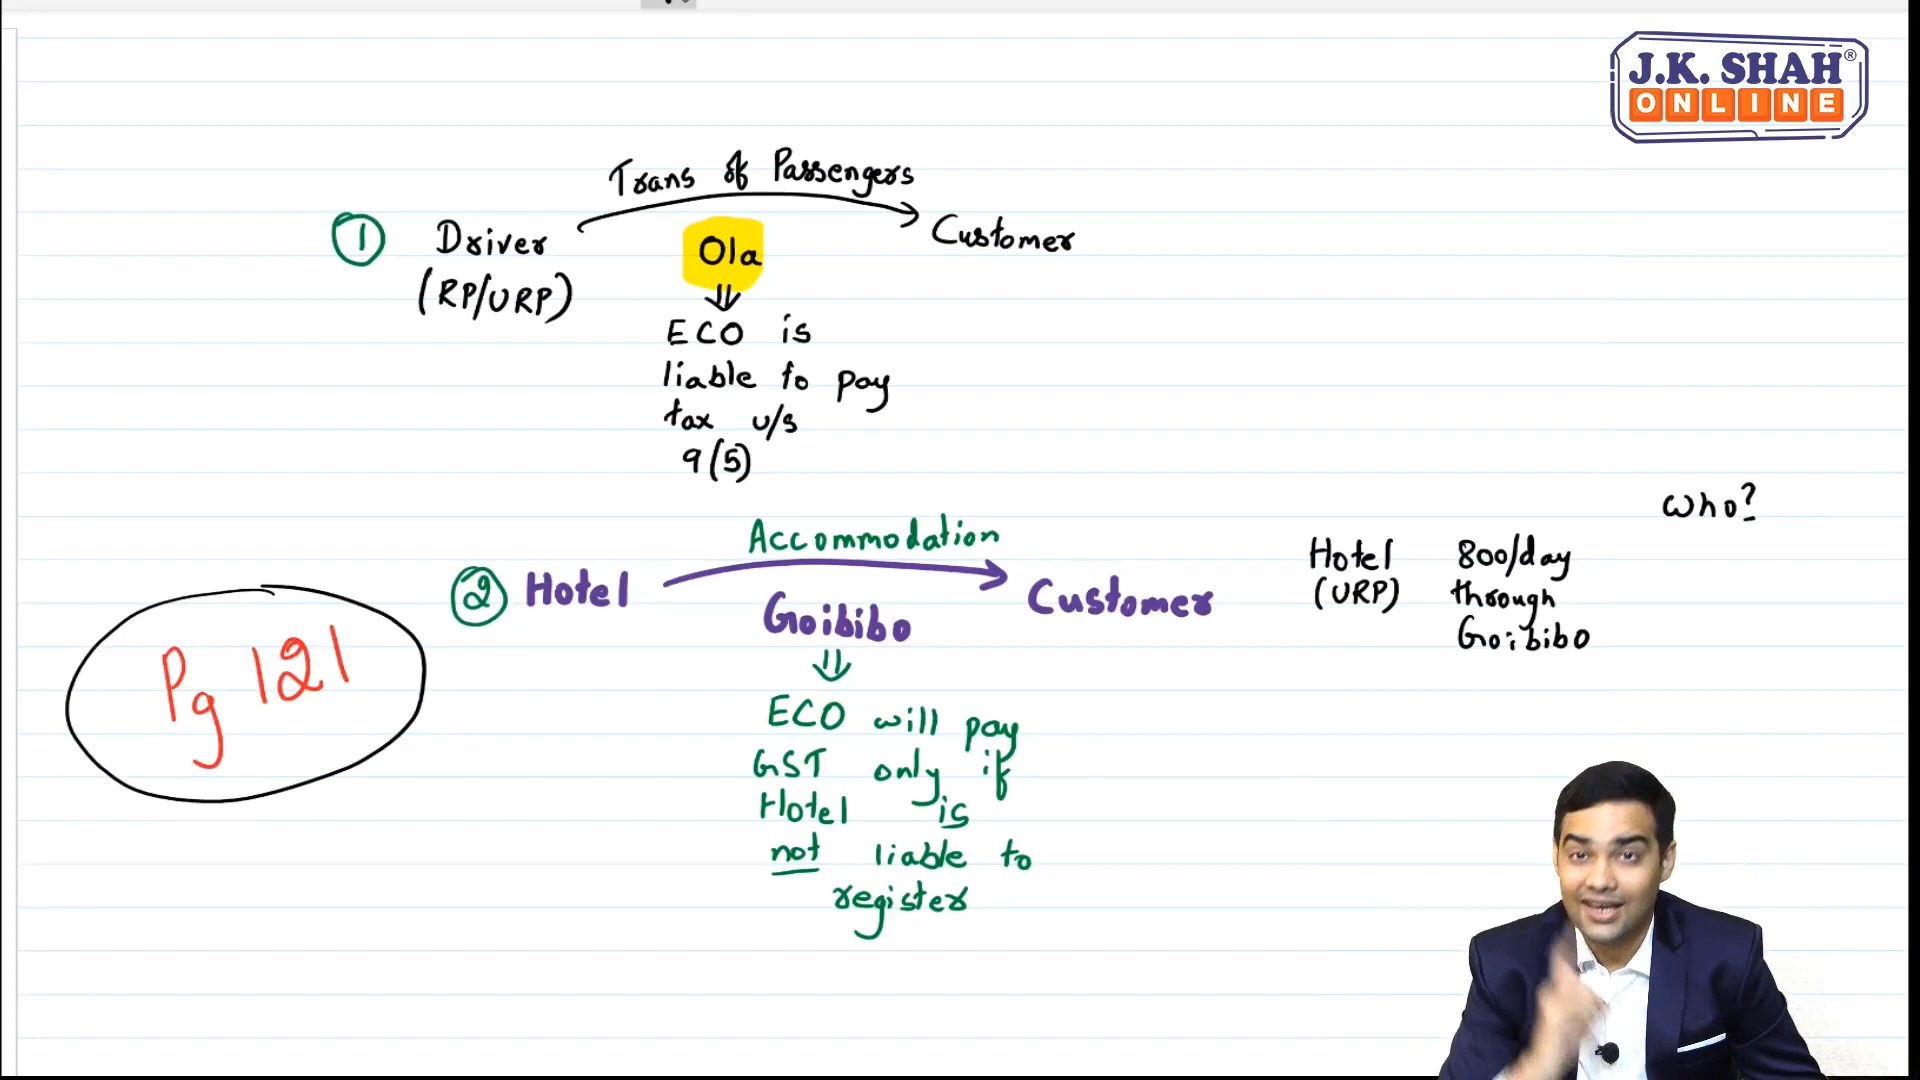 J.K. SHAH®
ONLINE
Trans of Passengers
1 Driver
Customer
(RP/URP)
Ola
⇓
ECO is
liable to pay
tax u/s
9(5)
Accommodation
2 Hotel
Customer
Goibibo
⇓
ECO will pay
GST only if
Hotel is
not liable to
register
Who?
Hotel 800/day
(URP) through
Goibibo
Pg 121